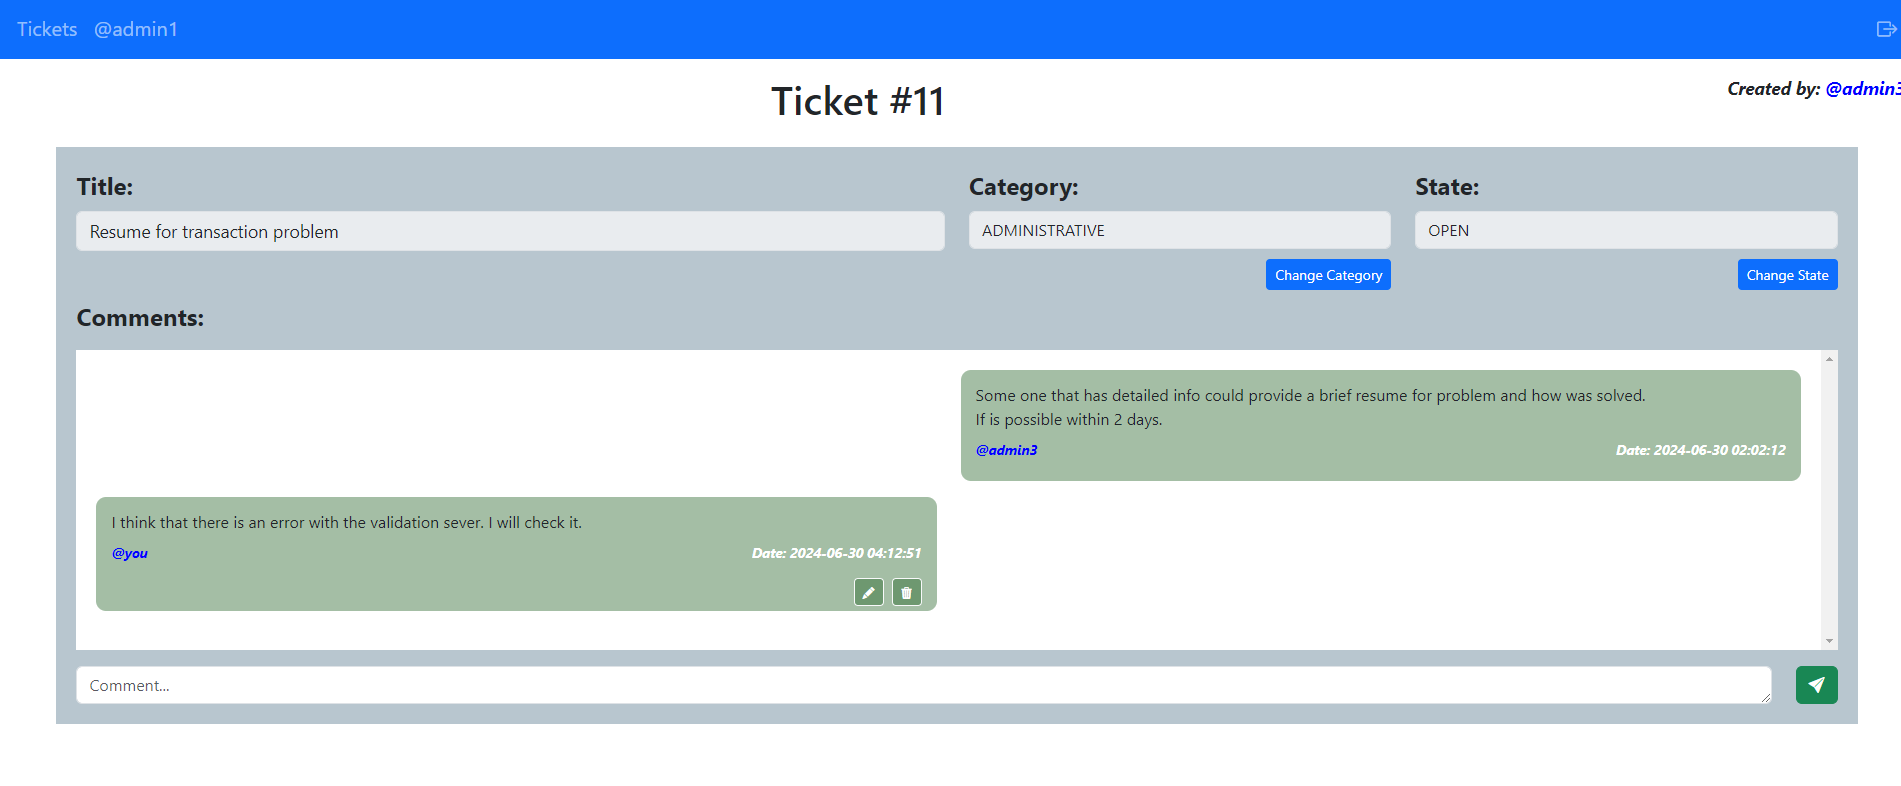 Tickets @admin1
Ticket #11
Created by: @admin3
Title:
Category:
State:
Resume for transaction problem
ADMINISTRATIVE
OPEN
Change Category
Change State
Comments:
Some one that has detailed info could provide a brief resume for problem and how was solved.
If is possible within 2 days.
@admin3 Date: 2024-06-30 02:02:12
I think that there is an error with the validation sever. I will check it.
@you Date: 2024-06-30 04:12:51
Comment...